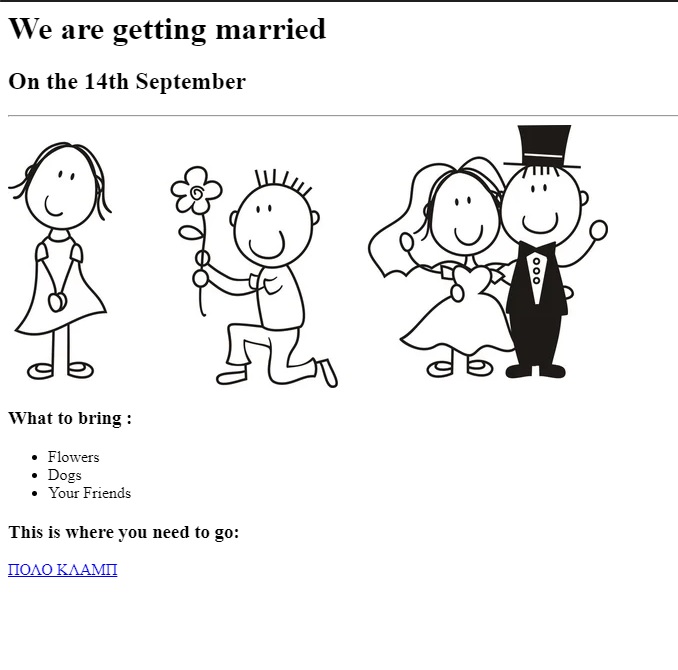 We are getting married
On the 14th September
What to bring :
Flowers
Dogs
Your Friends
This is where you need to go:
ΠΟΛΟ ΚΛΑΜΠ